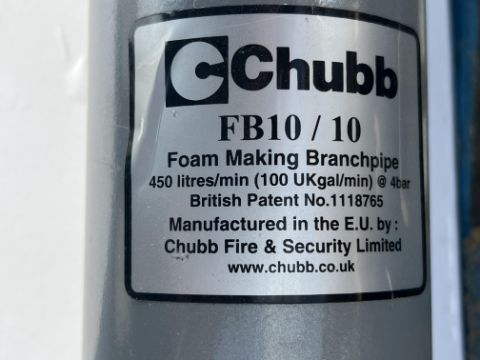 Chubb
FB10 / 10
Foam Making Branchpipe
450 litres/min (100 UKgal/min) @ 4bar
British Patent No.1118765
Manufactured in the E.U. by :
Chubb Fire & Security Limited
www.chubb.co.uk